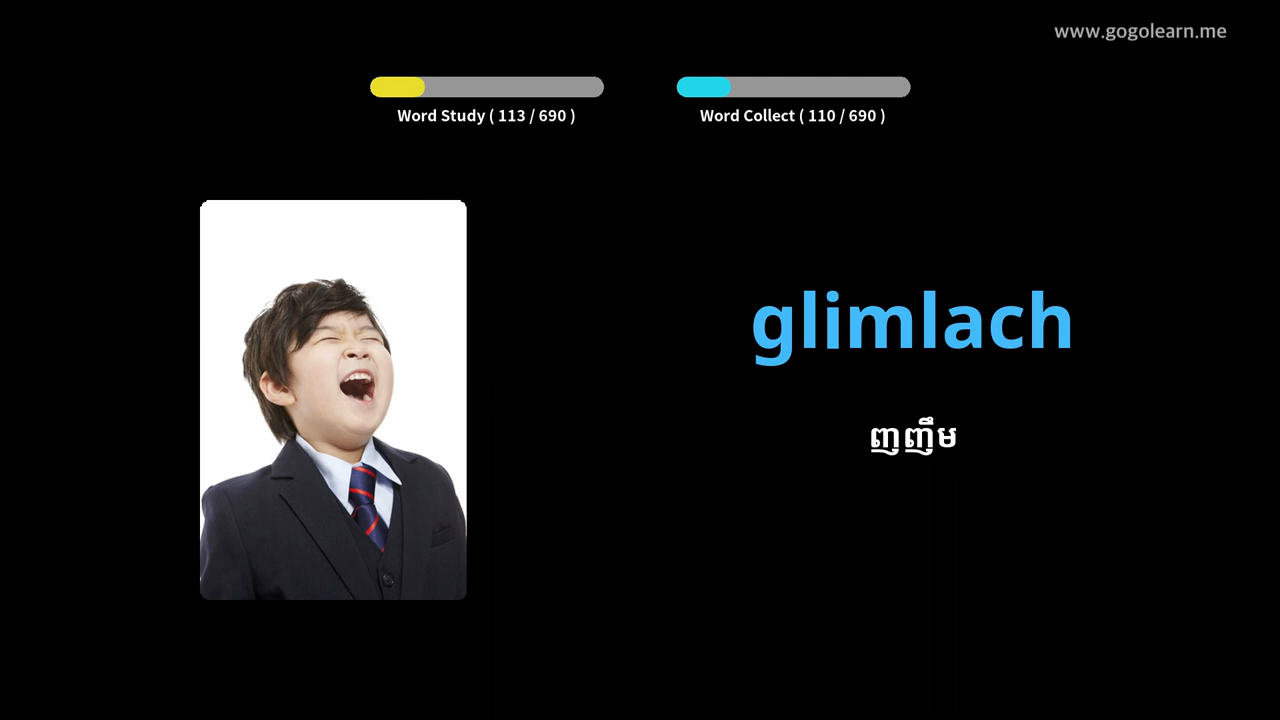 www.gogolearn.me
Word Study ( 113 / 690 )
Word Collect ( 110 / 690 )
glimlach
ញញឹម